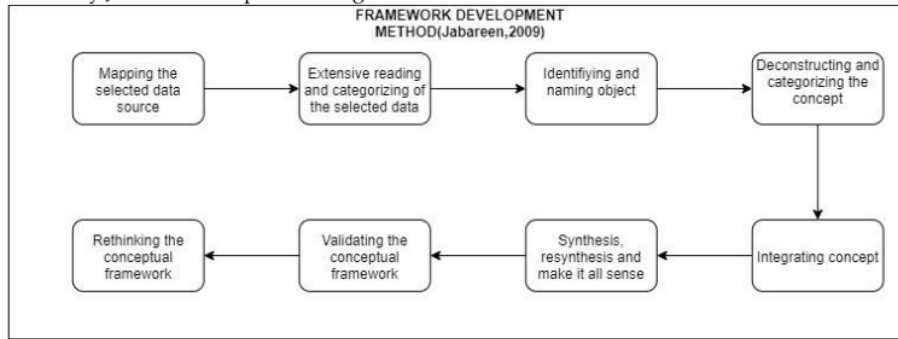 FRAMEWORK DEVELOPMENT
METHOD(Jabareen,2009)
Mapping the
selected data
source
Extensive reading
and categorizing of
the selected data
Identifiying and
naming object
Deconstructing and
categorizing the
concept
Rethinking the
conceptual
framework
Validating the
conceptual
framework
Synthesis,
resynthesis and
make it all sense
Integrating concept